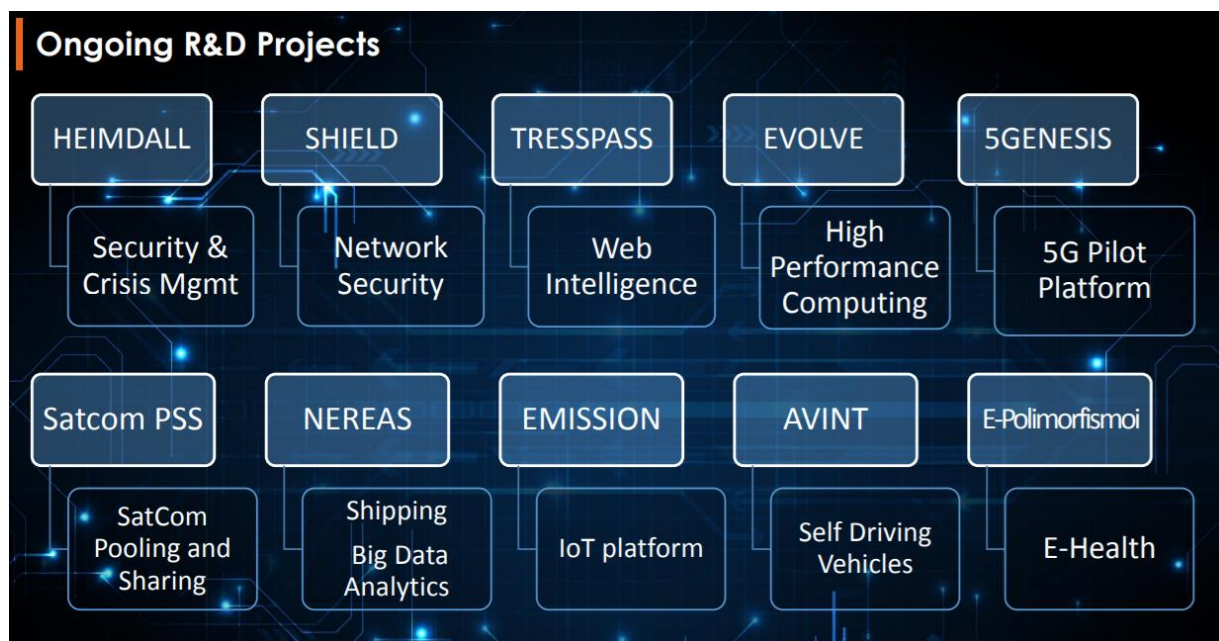 Ongoing R&D Projects
HEIMDALL
Security &
Crisis Mgmt
SHIELD
Network
Security
TRESSPASS
Web
Intelligence
EVOLVE
High
Performance
Computing
5GENESIS
5G Pilot
Platform
Satcom PSS
SatCom
Pooling and
Sharing
NEREAS
Shipping
Big Data
Analytics
EMISSION
IoT platform
AVINT
Self Driving
Vehicles
E-Polimorfismoi
E-Health